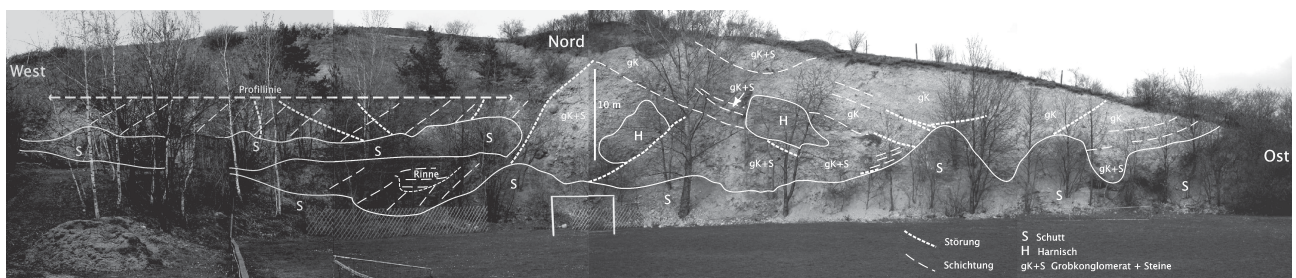 West
Nord
Ost
Profillinie
10 m
Rinne
S
S
S
S
S
S
S
S
S
S
H
H
gK+S
gK
gK+S
gK+S
gK
gK
gK+S
gK+S
gK
gK
gK+S
Störung
Schichtung
S Schutt
H Harnisch
gK+S Grobkonglomerat + Steine